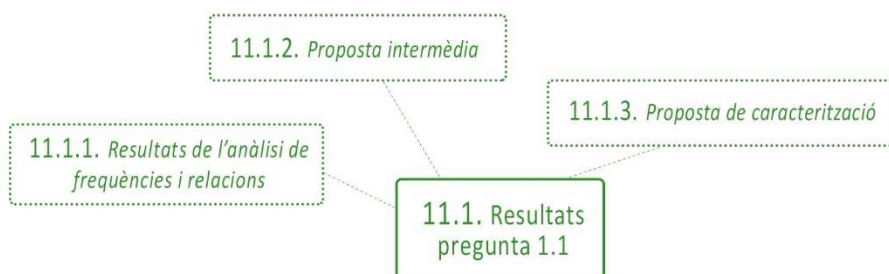 11.1.2. Proposta intermèdia
11.1.3. Proposta de caracterització
11.1.1. Resultats de l'anàlisi de
freqüències i relacions
11.1. Resultats
pregunta 1.1